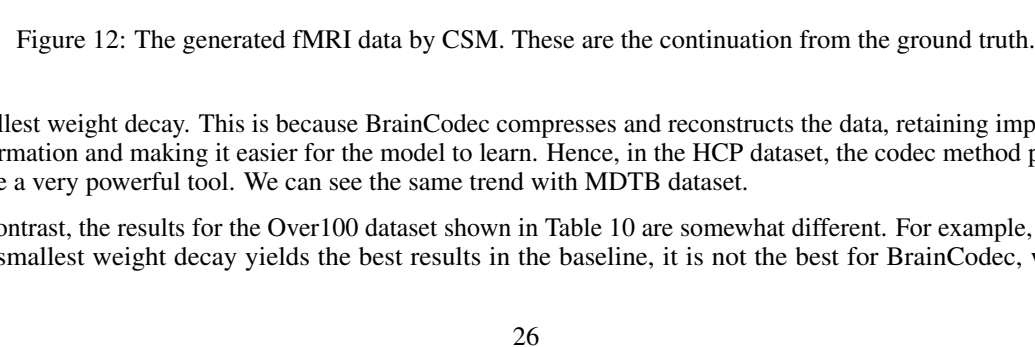 Figure 12: The generated fMRI data by CSM. These are the continuation from the ground truth.
llest weight decay. This is because BrainCodec compresses and reconstructs the data, retaining imp
rmation and making it easier for the model to learn. Hence, in the HCP dataset, the codec method p
e a very powerful tool. We can see the same trend with MDTB dataset.
ontrast, the results for the Over100 dataset shown in Table 10 are somewhat different. For example,
smallest weight decay yields the best results in the baseline, it is not the best for BrainCodec,
26